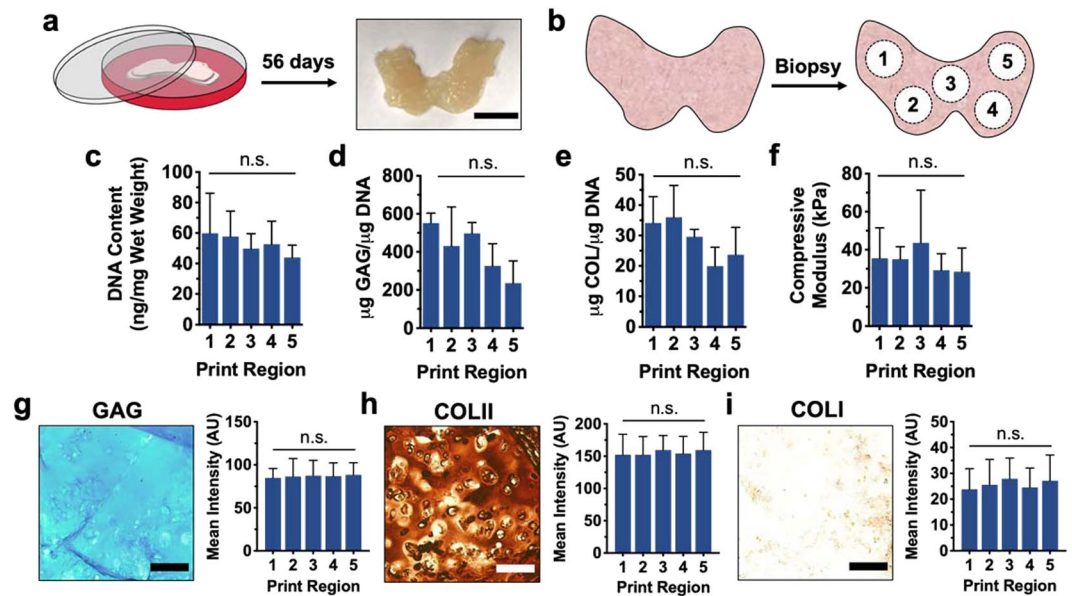 a
56 days
b
Biopsy
1
2
3
4
5
c
DNA Content
(ng/mg Wet Weight)
n.s.
100
80
60
40
20
0
1 2 3 4 5
Print Region
d
µg GAG/µg DNA
n.s.
800
600
400
200
0
1 2 3 4 5
Print Region
e
µg COL/µg DNA
n.s.
50
40
30
20
10
0
1 2 3 4 5
Print Region
f
Compressive
Modulus (kPa)
n.s.
80
60
40
20
0
1 2 3 4 5
Print Region
g
GAG
Mean Intensity (AU)
n.s.
150
100
50
0
1 2 3 4 5
Print Region
h
COLII
Mean Intensity (AU)
n.s.
200
150
100
50
0
1 2 3 4 5
Print Region
i
COLI
Mean Intensity (AU)
n.s.
50
40
30
20
10
0
1 2 3 4 5
Print Region